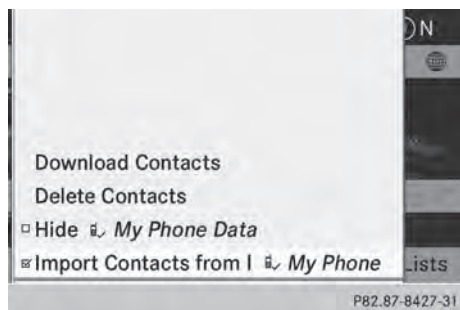 N
Download Contacts
Delete Contacts
Hide My Phone Data
Import Contacts from I My Phone
Lists
P82.87-8427-31